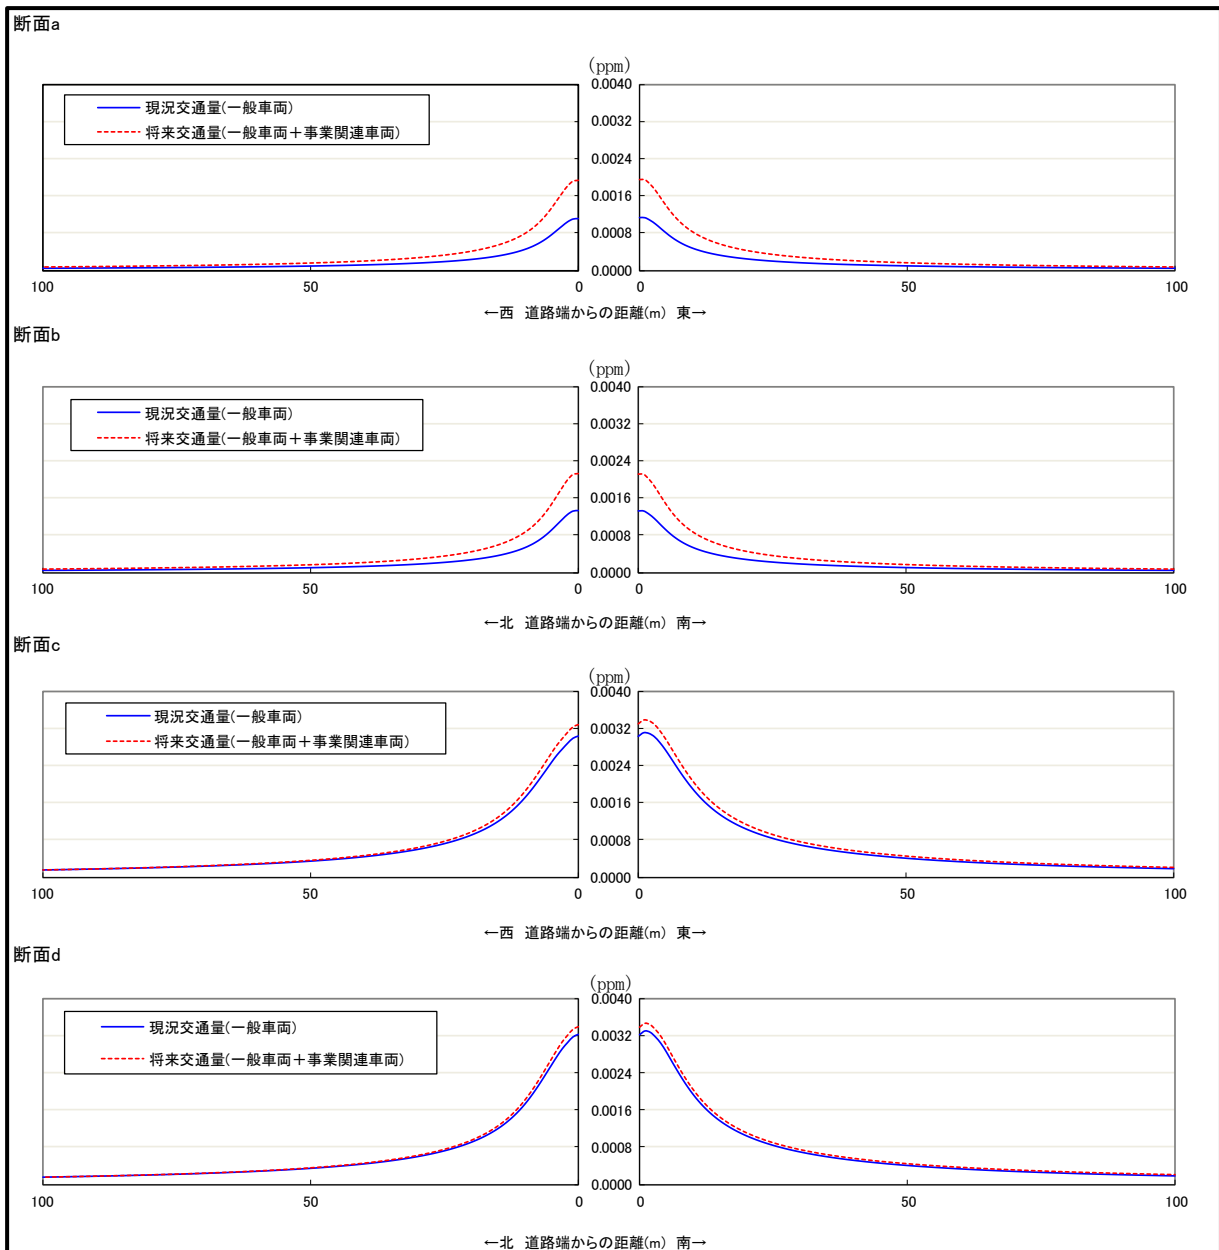 断面a
(ppm)
現況交通量(一般車両)
将来交通量(一般車両＋事業関連車両)
0.0040
0.0032
0.0024
0.0016
0.0008
0.0000
100 50 0 0 50 100
←西 道路端からの距離(m) 東→
断面b
(ppm)
現況交通量(一般車両)
将来交通量(一般車両＋事業関連車両)
0.0040
0.0032
0.0024
0.0016
0.0008
0.0000
100 50 0 0 50 100
←北 道路端からの距離(m) 南→
断面c
(ppm)
現況交通量(一般車両)
将来交通量(一般車両＋事業関連車両)
0.0040
0.0032
0.0024
0.0016
0.0008
0.0000
100 50 0 0 50 100
←西 道路端からの距離(m) 東→
断面d
(ppm)
現況交通量(一般車両)
将来交通量(一般車両＋事業関連車両)
0.0040
0.0032
0.0024
0.0016
0.0008
0.0000
100 50 0 0 50 100
←北 道路端からの距離(m) 南→